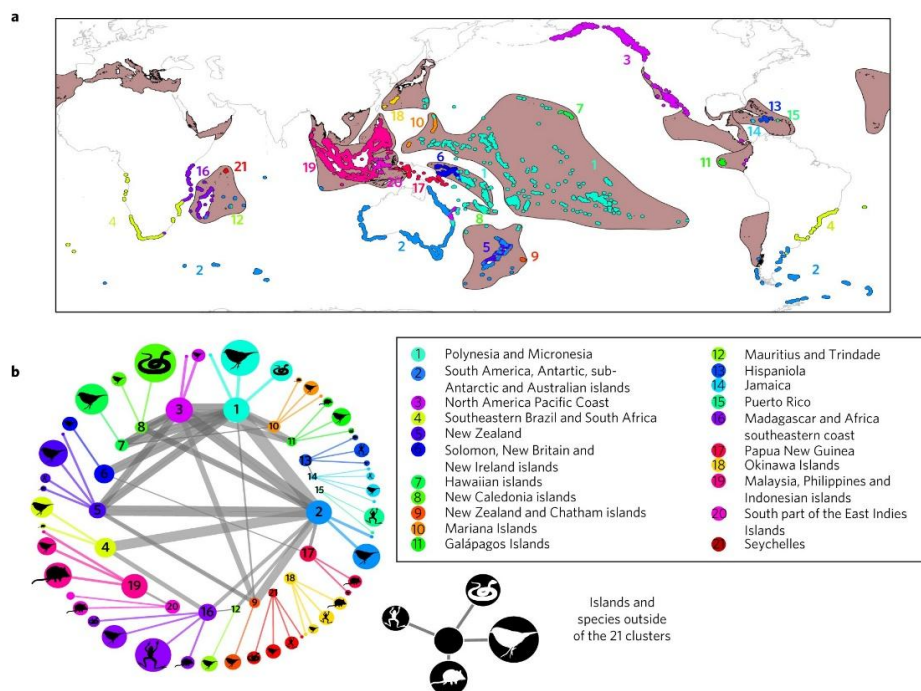 a
3
7
13
18
10
14
15
6
1
1
11
16
21
19
20
17
4
12
8
4
2
5
9
2
2
b
3
1
8
10
7
11
6
13
14
15
5
2
4
17
19
18
20
16
12
9
21
1 Polynesia and Micronesia
2 South America, Antartic, sub-
Antarctic and Australian islands
3 North America Pacific Coast
4 Southeastern Brazil and South Africa
5 New Zealand
6 Solomon, New Britain and
New Ireland islands
7 Hawaiian islands
8 New Caledonia islands
9 New Zealand and Chatham islands
10 Mariana Islands
11 Galápagos Islands
12 Mauritius and Trindade
13 Hispaniola
14 Jamaica
15 Puerto Rico
16 Madagascar and Africa
southeastern coast
17 Papua New Guinea
18 Okinawa Islands
19 Malaysia, Philippines and
Indonesian islands
20 South part of the East Indies
Islands
21 Seychelles
Islands and
species outside
of the 21 clusters